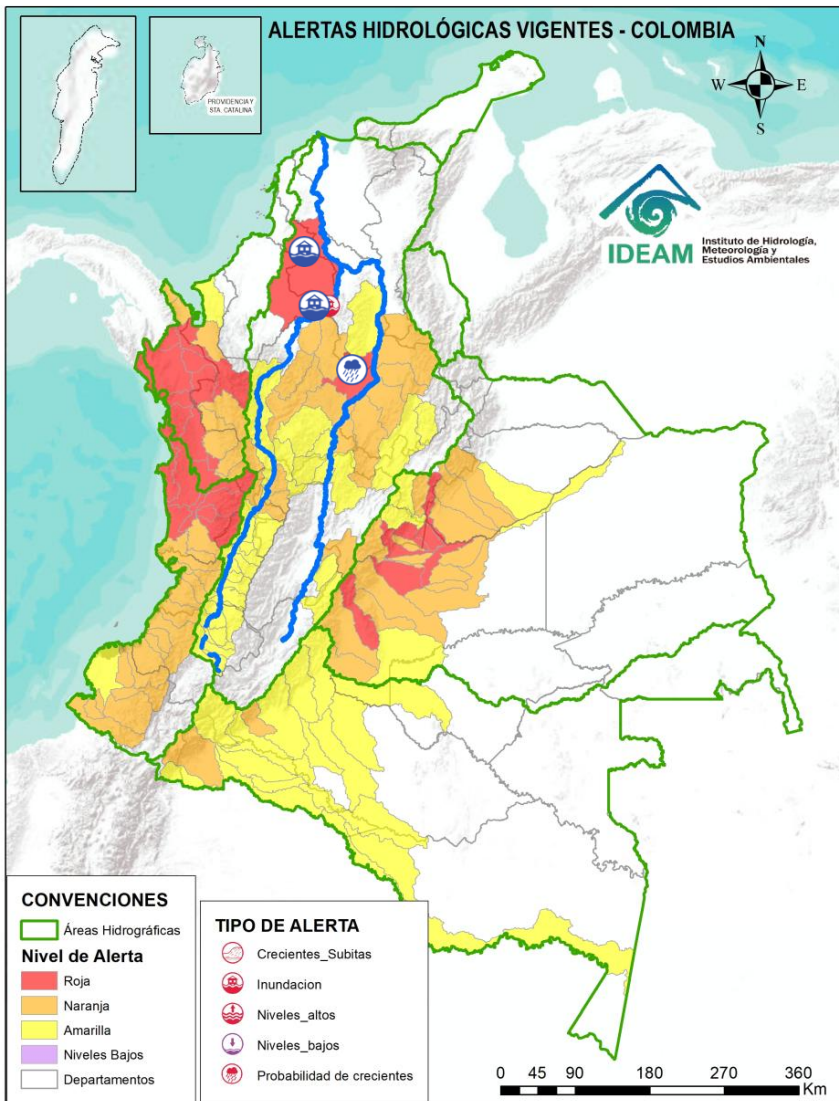 ALERTAS HIDROLÓGICAS VIGENTES - COLOMBIA
PROVIDENCIA Y
STA. CATALINA
N
W
E
S
IDEAM
Instituto de Hidrología,
Meteorología y
Estudios Ambientales
CONVENCIONES
Áreas Hidrográficas
Nivel de Alerta
Roja
Naranja
Amarilla
Niveles Bajos
Departamentos
TIPO DE ALERTA
Crecientes_Subitas
Inundacion
Niveles_altos
Niveles_bajos
Probabilidad de crecientes
0 45 90 180 270 360
Km